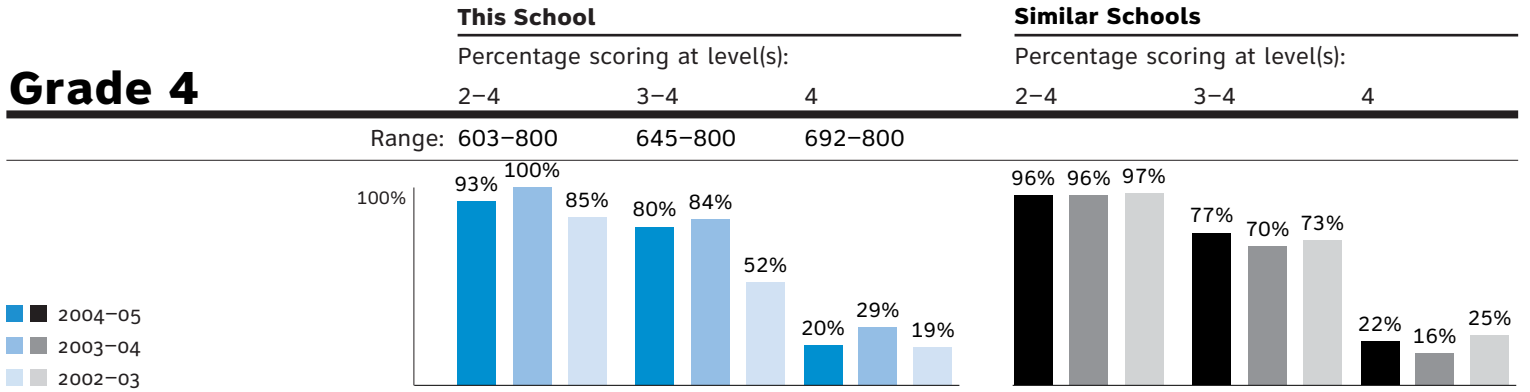 This School Similar Schools
Percentage scoring at level(s): Percentage scoring at level(s):
Grade 4 2–4 3–4 4 2–4 3–4 4
Range: 603–800 645–800 692–800
100%
93% 100% 85% 80% 84% 52% 20% 29% 19%
96% 96% 97% 77% 70% 73% 22% 16% 25%
2004–05
2003–04
2002–03